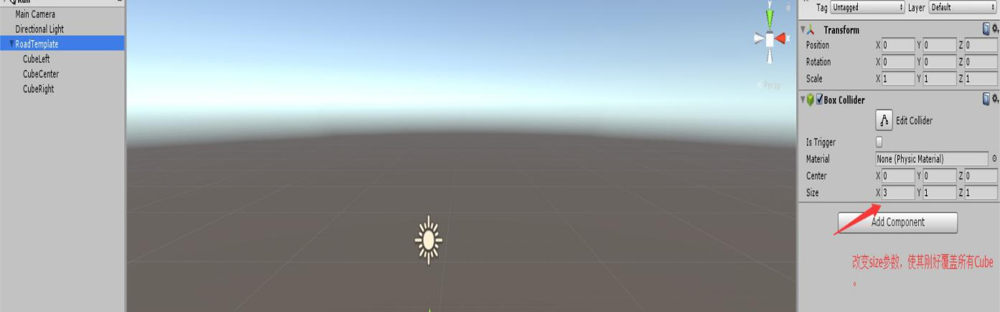 Run
Main Camera
Directional Light
RoadTemplate
CubeLeft
CubeCenter
CubeRight
y
x
Persp
Tag Untagged Layer Default
Transform
Position X 0 Y 0 Z 0
Rotation X 0 Y 0 Z 0
Scale X 1 Y 1 Z 1
Box Collider
Edit Collider
Is Trigger
Material None (Physic Material)
Center X 0 Y 0 Z 0
Size X 3 Y 1 Z 1
Add Component
改变size参数，使其刚好覆盖所有Cube
。